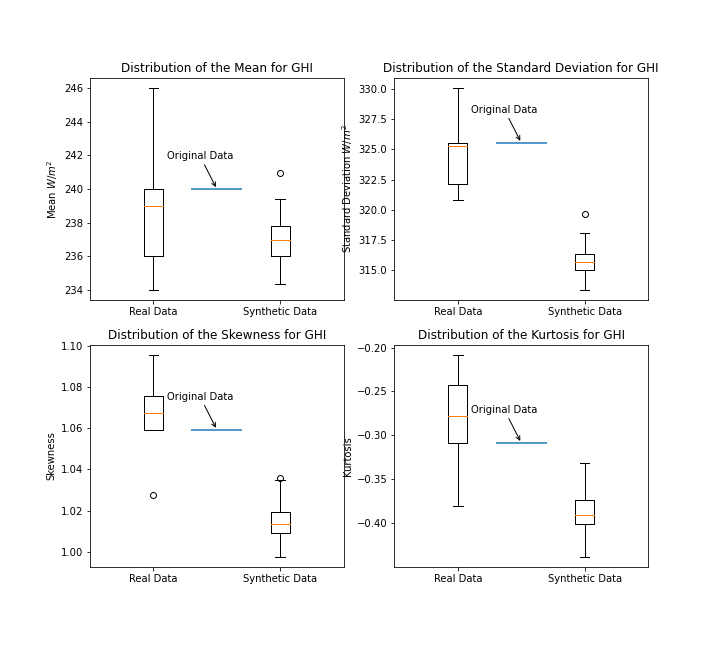 Distribution of the Mean for GHI
Mean W/m²
246
244
242
240
238
236
234
Original Data
Real Data
Synthetic Data
Distribution of the Standard Deviation for GHI
Standard Deviation W/m²
330.0
327.5
325.0
322.5
320.0
317.5
315.0
Original Data
Real Data
Synthetic Data
Distribution of the Skewness for GHI
Skewness
1.10
1.08
1.06
1.04
1.02
1.00
Original Data
Real Data
Synthetic Data
Distribution of the Kurtosis for GHI
Kurtosis
−0.20
−0.25
−0.30
−0.35
−0.40
Original Data
Real Data
Synthetic Data